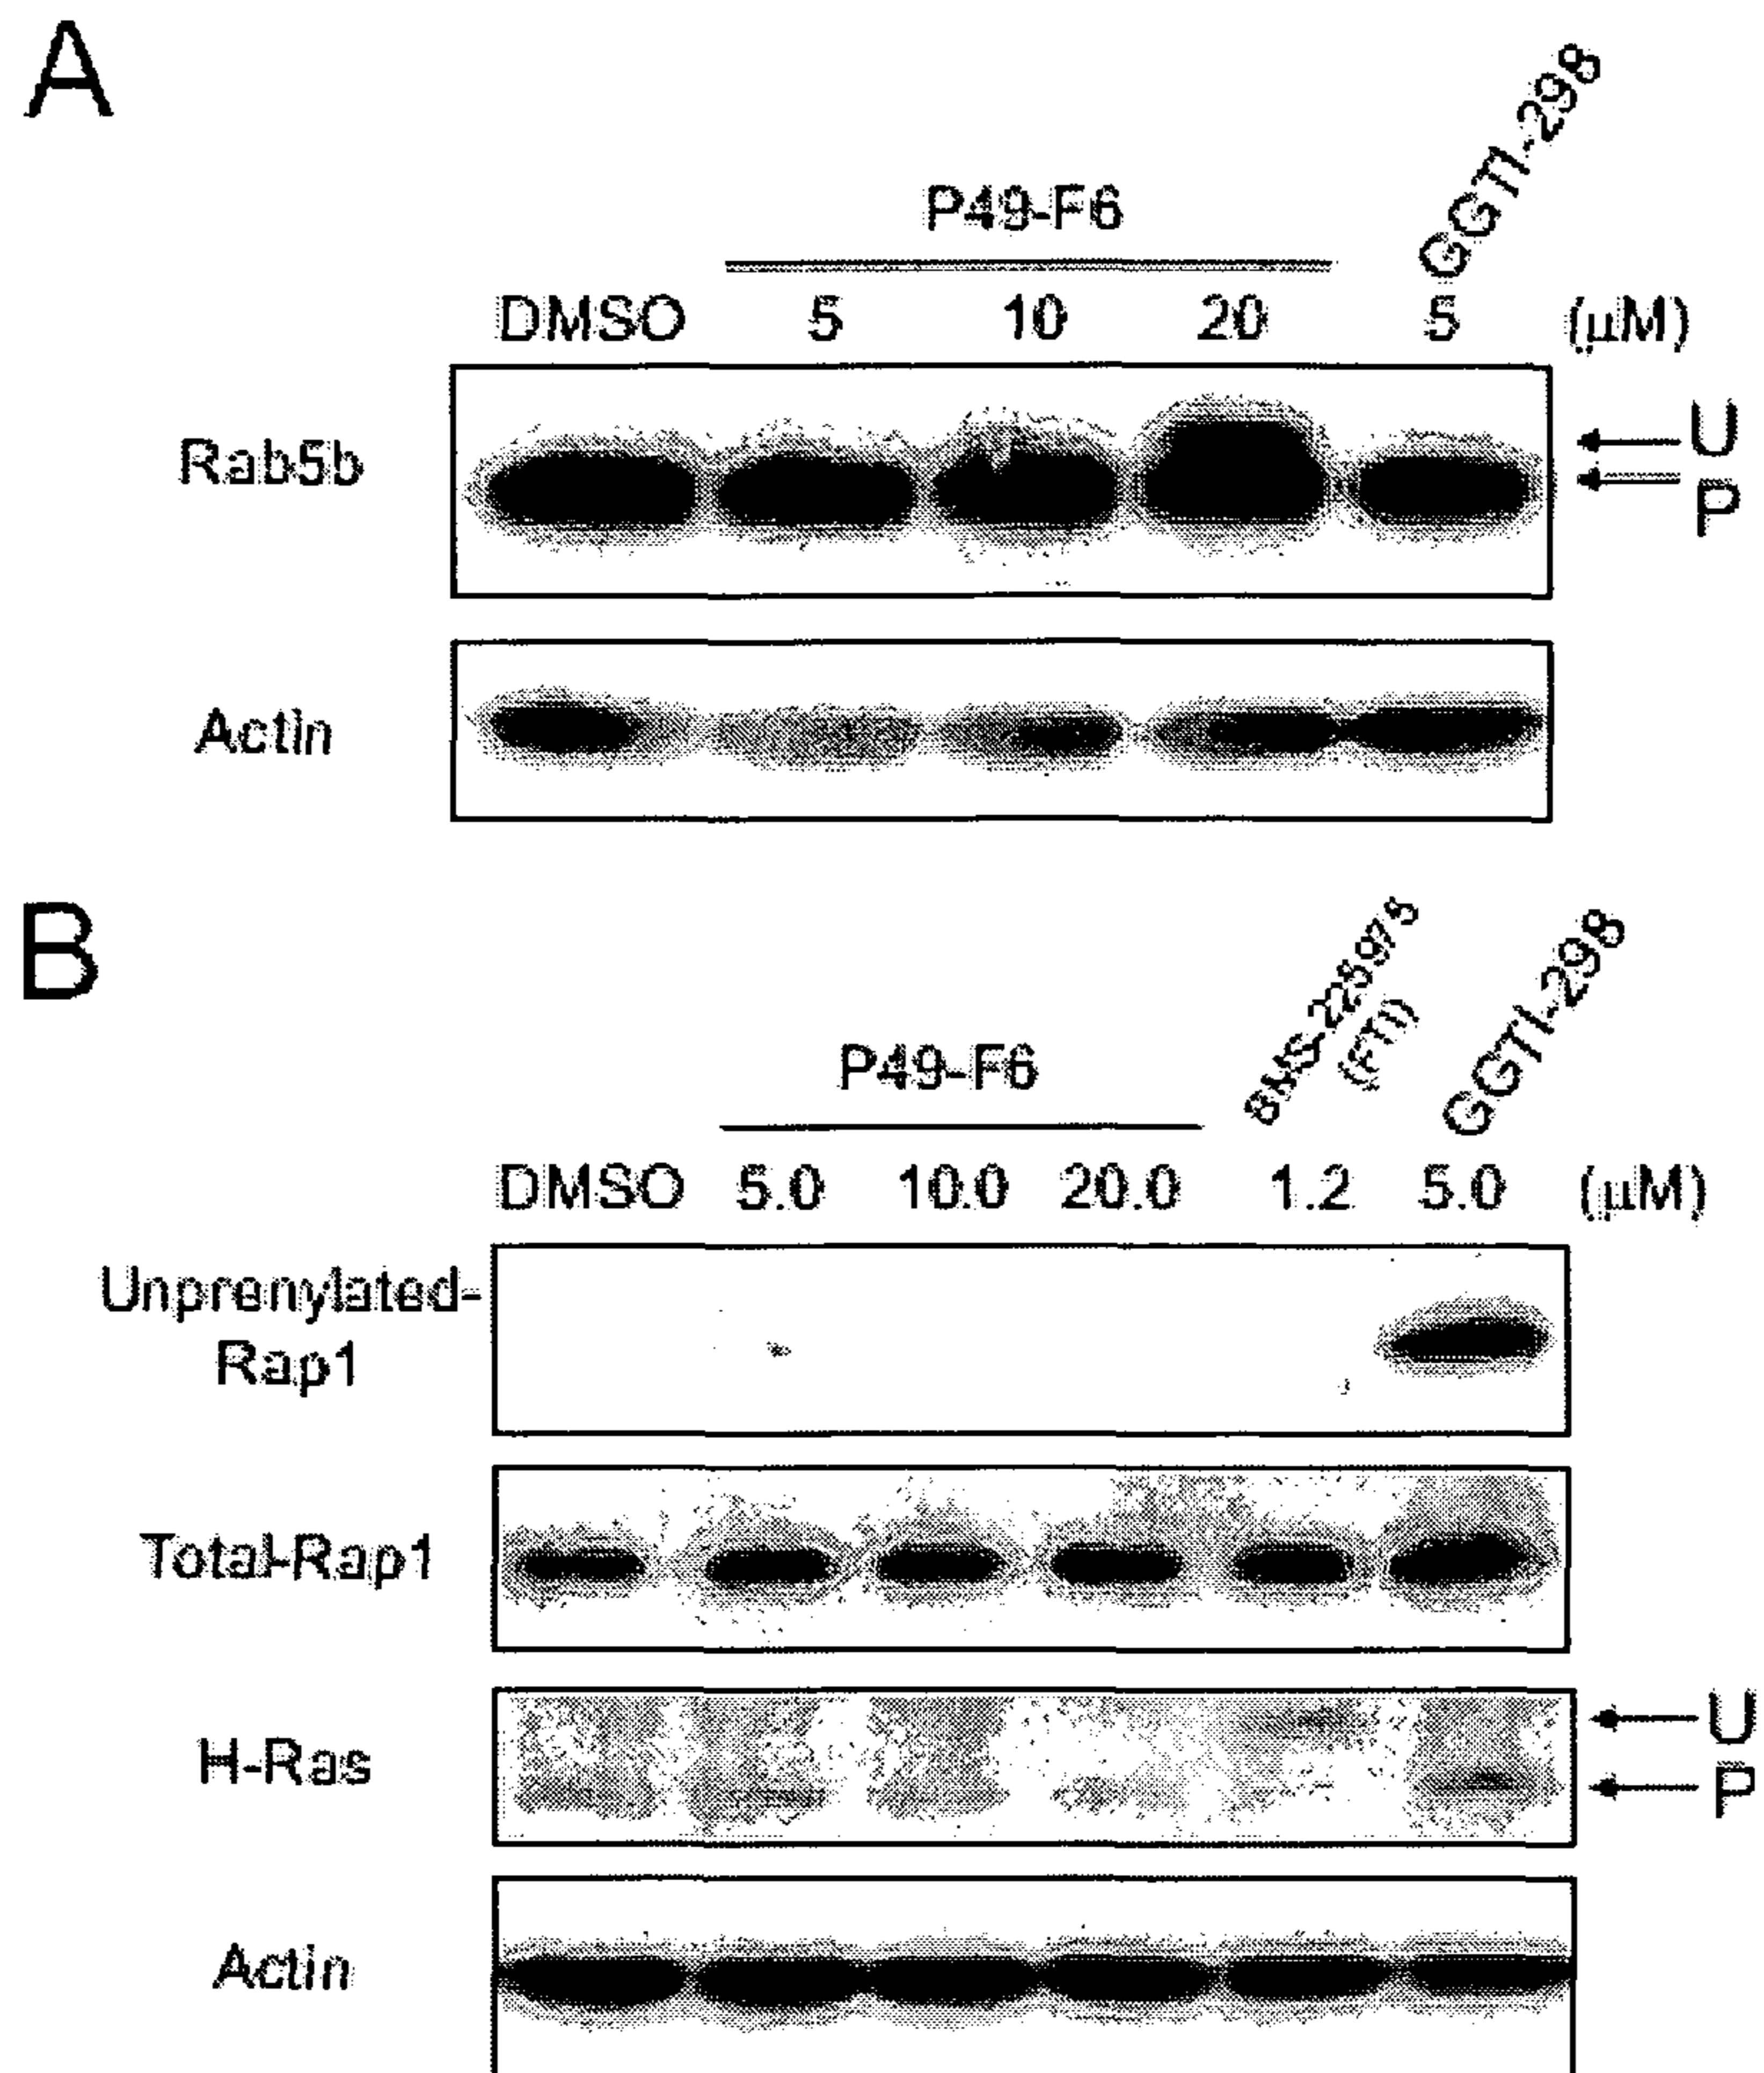 A
GGTI-298
P49-F6
DMSO 5 10 20 5 (µM)
Rab5b
U
P
Actin
B
BMS-225975
(FTI)
GGTI-298
P49-F6
DMSO 5.0 10.0 20.0 1.2 5.0 (µM)
Unprenylated-
Rap1
Total-Rap1
H-Ras
U
P
Actin